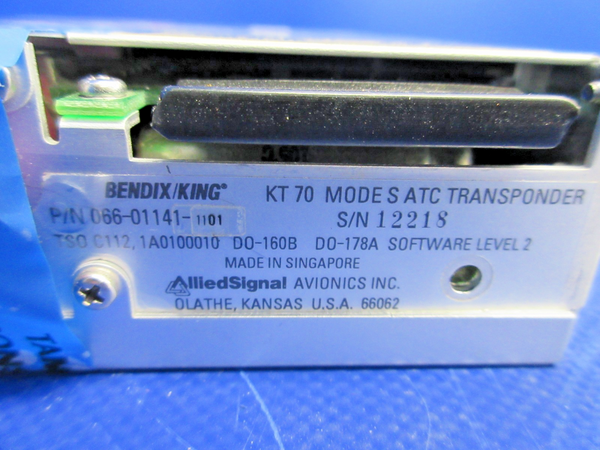 BENDIX/KING® KT 70 MODE S ATC TRANSPONDER
P/N 066-01141-1101 S/N 12218
TSO C112, 1A0100010 DO-160B DO-178A SOFTWARE LEVEL 2
MADE IN SINGAPORE
AlliedSignal AVIONICS INC.
OLATHE, KANSAS U.S.A. 66062